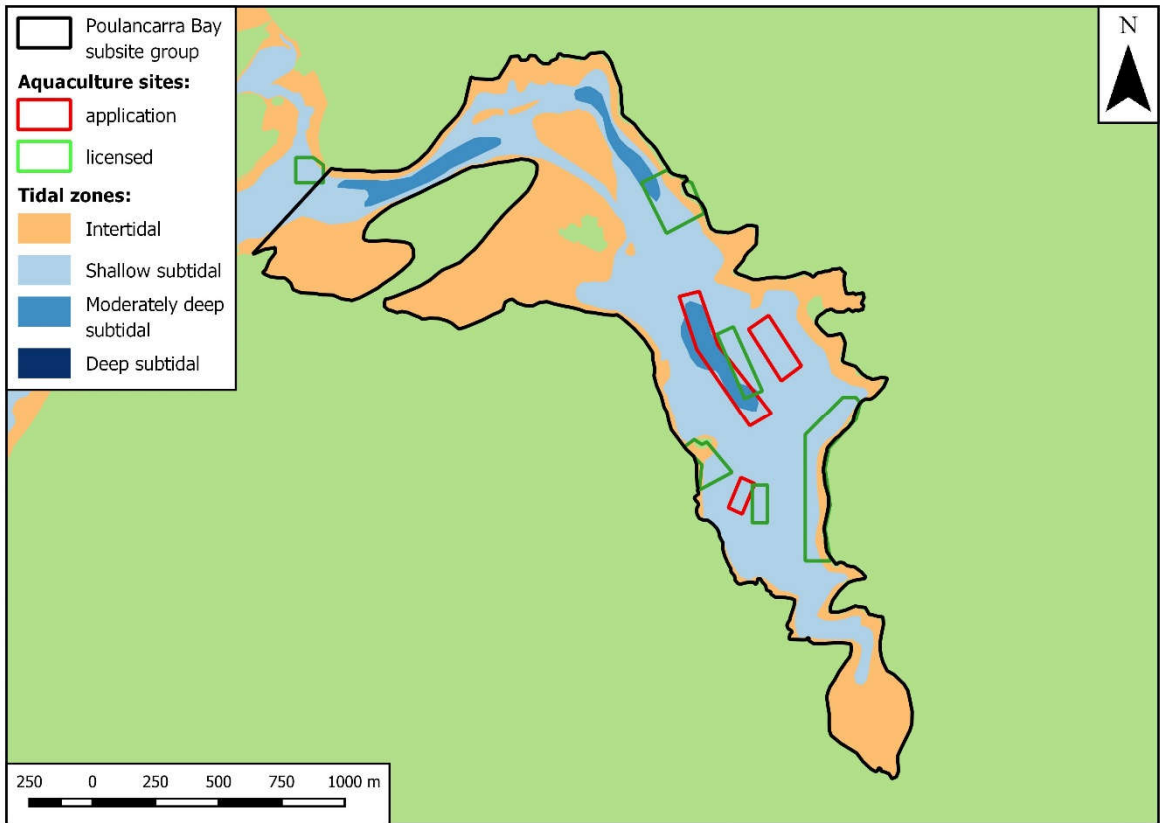 Poulancarra Bay
subsite group
Aquaculture sites:
application
licensed
Tidal zones:
Intertidal
Shallow subtidal
Moderately deep
subtidal
Deep subtidal
N
250 0 250 500 750 1000 m